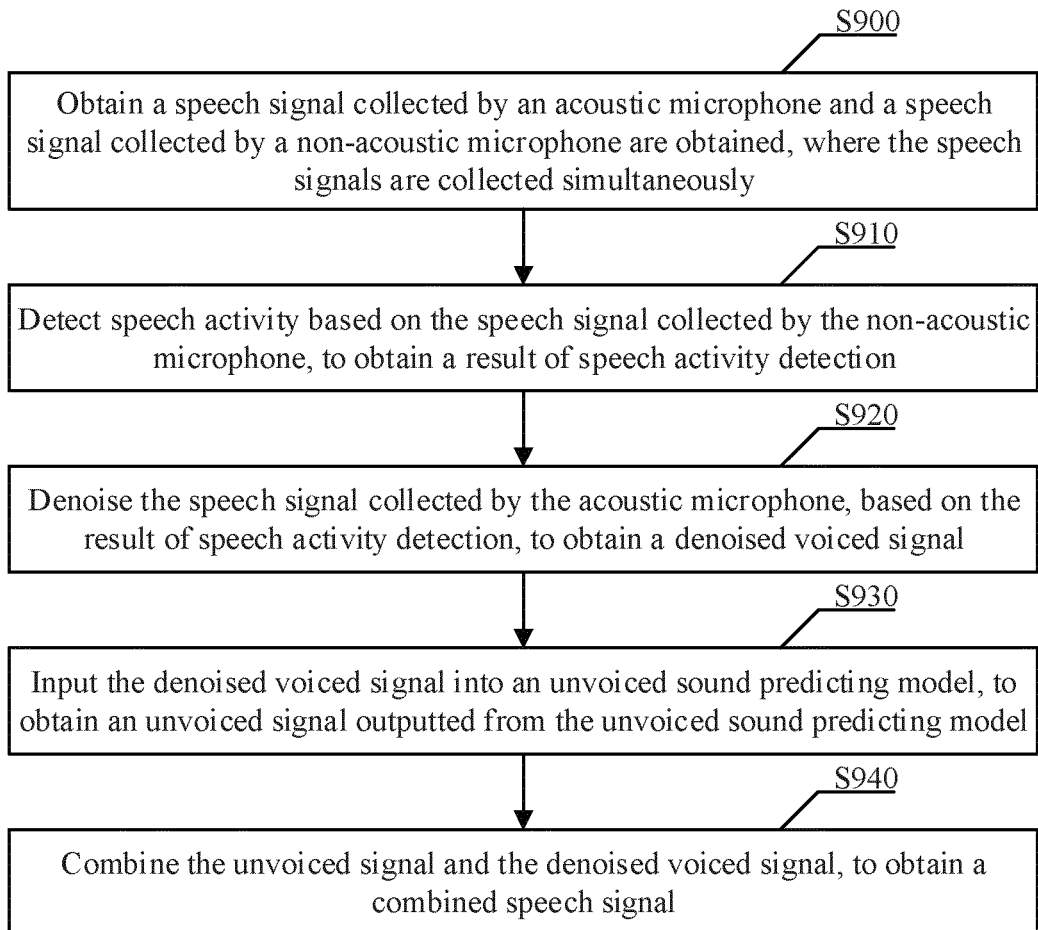 S900
Obtain a speech signal collected by an acoustic microphone and a speech
signal collected by a non-acoustic microphone are obtained, where the speech
signals are collected simultaneously
S910
Detect speech activity based on the speech signal collected by the non-acoustic
microphone, to obtain a result of speech activity detection
S920
Denoise the speech signal collected by the acoustic microphone, based on the
result of speech activity detection, to obtain a denoised voiced signal
S930
Input the denoised voiced signal into an unvoiced sound predicting model, to
obtain an unvoiced signal outputted from the unvoiced sound predicting model
S940
Combine the unvoiced signal and the denoised voiced signal, to obtain a
combined speech signal